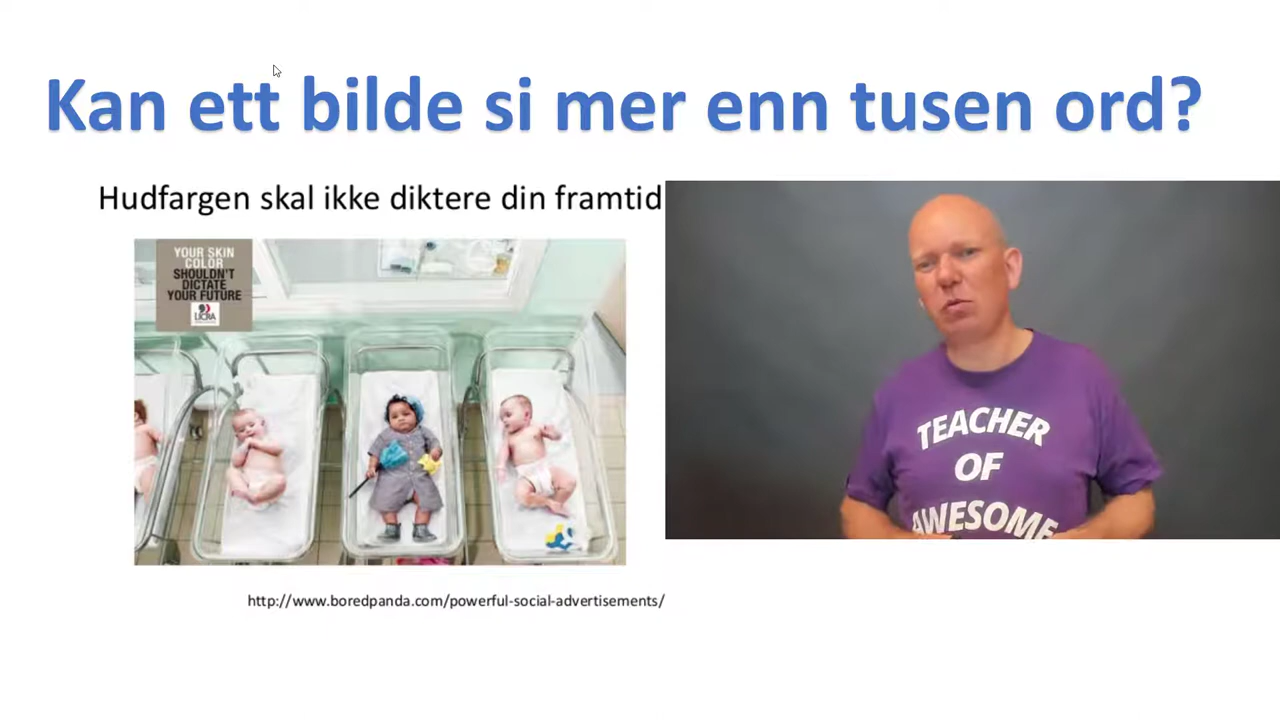 Kan ett bilde si mer enn tusen ord?
Hudfargen skal ikke diktere din framtid
YOUR SKIN
COLOR
SHOULDN'T
DICTATE
YOUR FUTURE
LICRA
TEACHER
OF
AWESOME
http://www.boredpanda.com/powerful-social-advertisements/